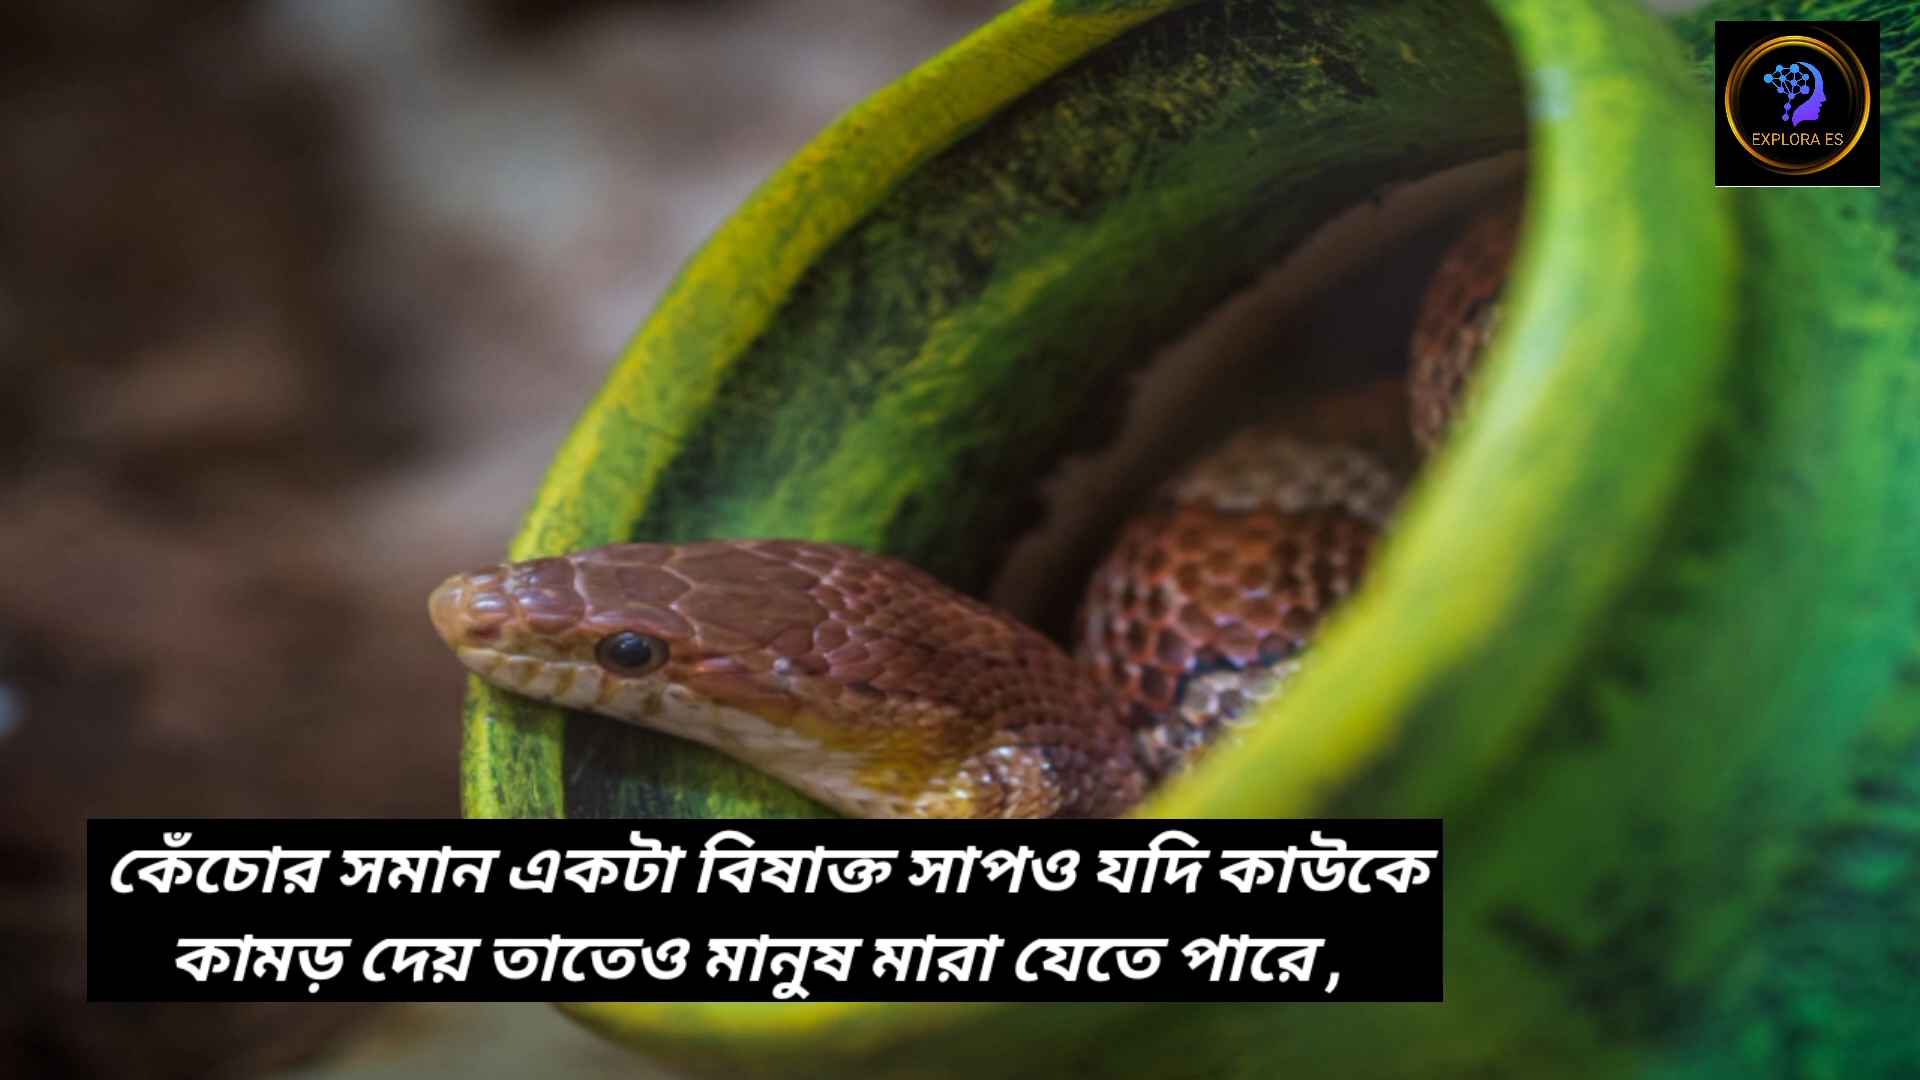 EXPLORA ES
কেঁচোর সমান একটা বিষাক্ত সাপও যদি কাউকে
কামড় দেয় তাতেও মানুষ মারা যেতে পারে,